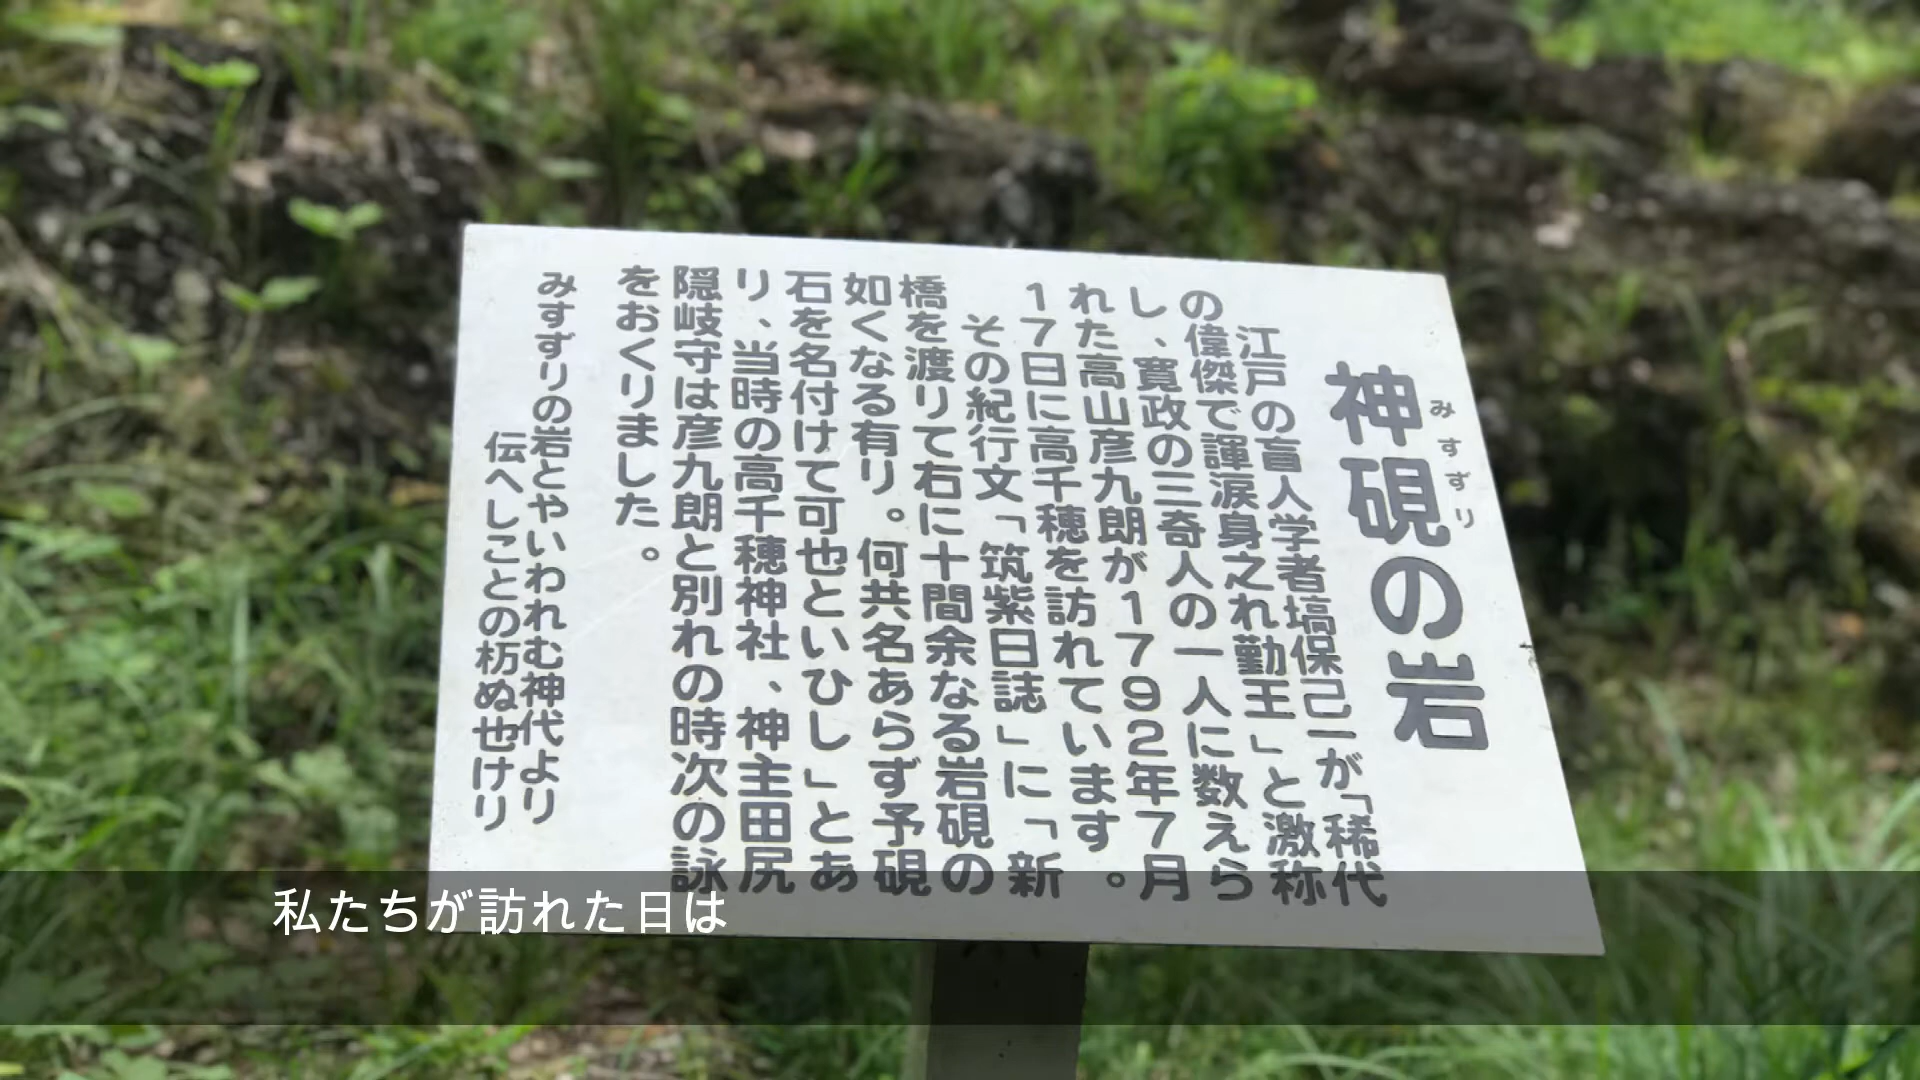 神硯の岩
みすずり
江戸の盲人学者塙保己一が「稀代
の偉傑で諢涙身之れ勤王」と激称
し、寛政の三奇人の一人に数えら
れた高山彦九朗が1792年7月
17日に高千穂を訪れています。
その紀行文「筑紫日誌」に「新
橋を渡りて右に十間余なる岩硯の
如くなる有り。何共名あらず予硯
石を名付けて可也といひし」とあ
り、当時の高千穂神社、神主田尻
隠岐守は彦九朗と別れの時次の詠
をおくりました。
みすずりの岩とやいわれむ神代より
伝へしことの朽ぬ也けり
私たちが訪れた日は